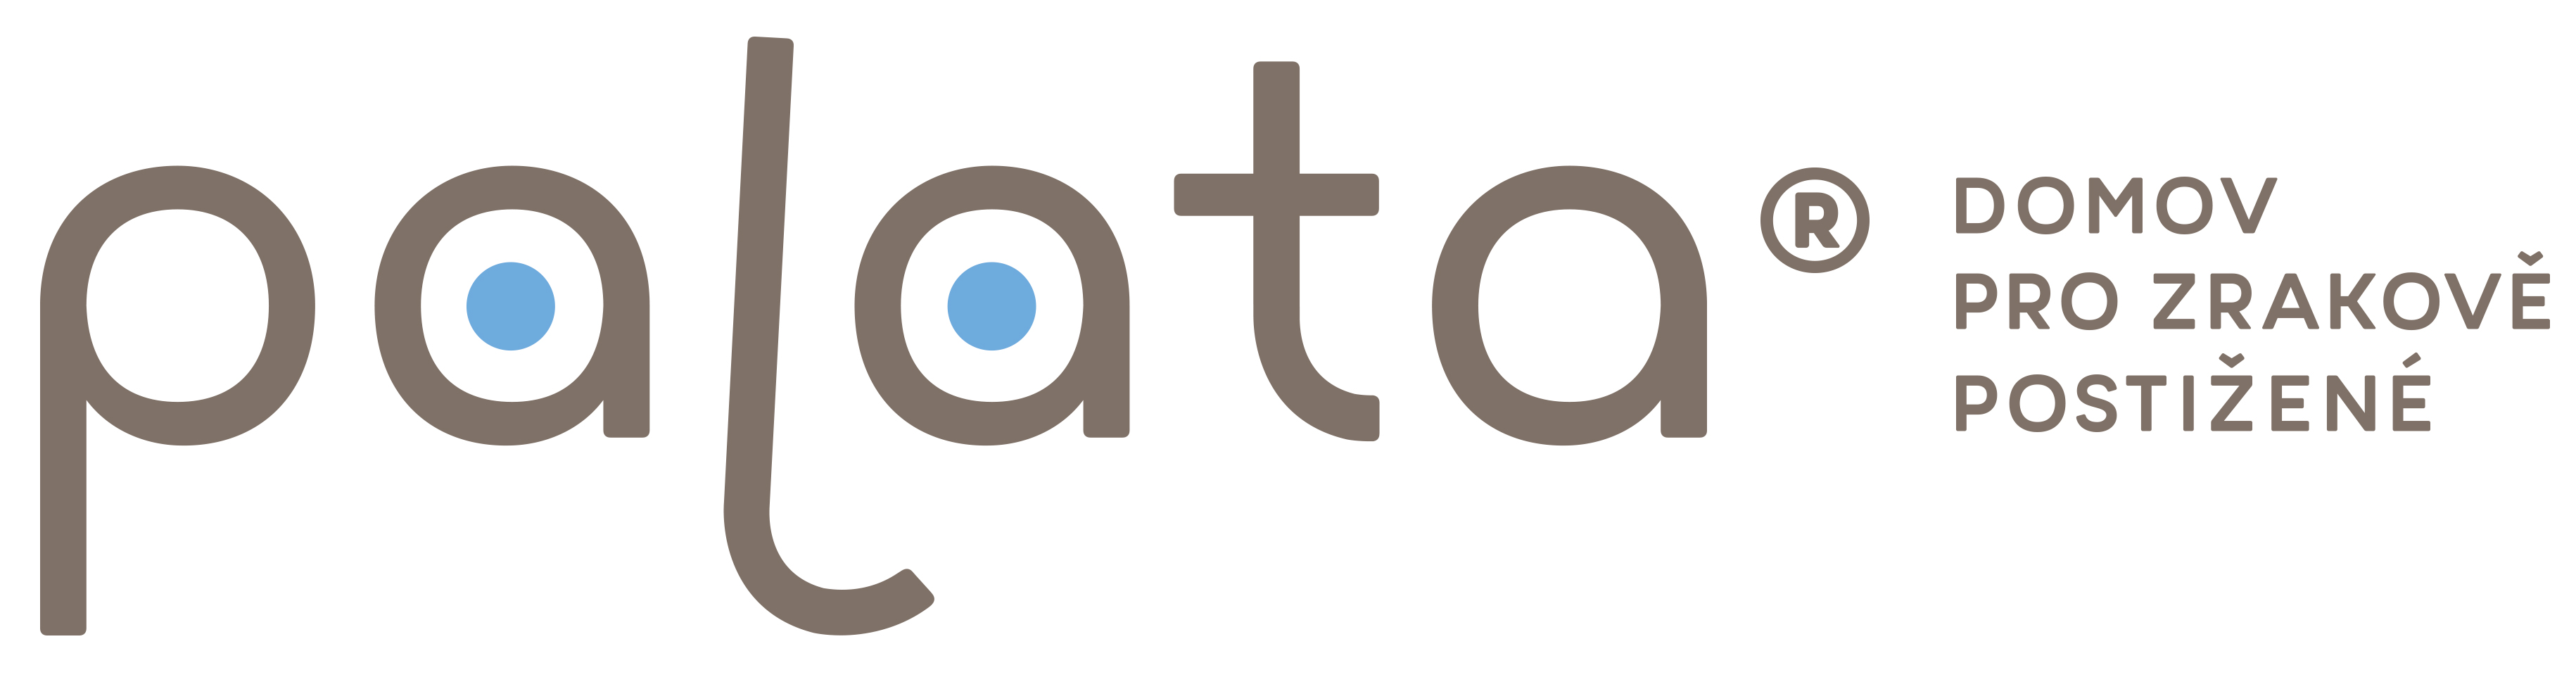 palata®
DOMOV
PRO ZRAKOVĚ
POSTIŽENÉ